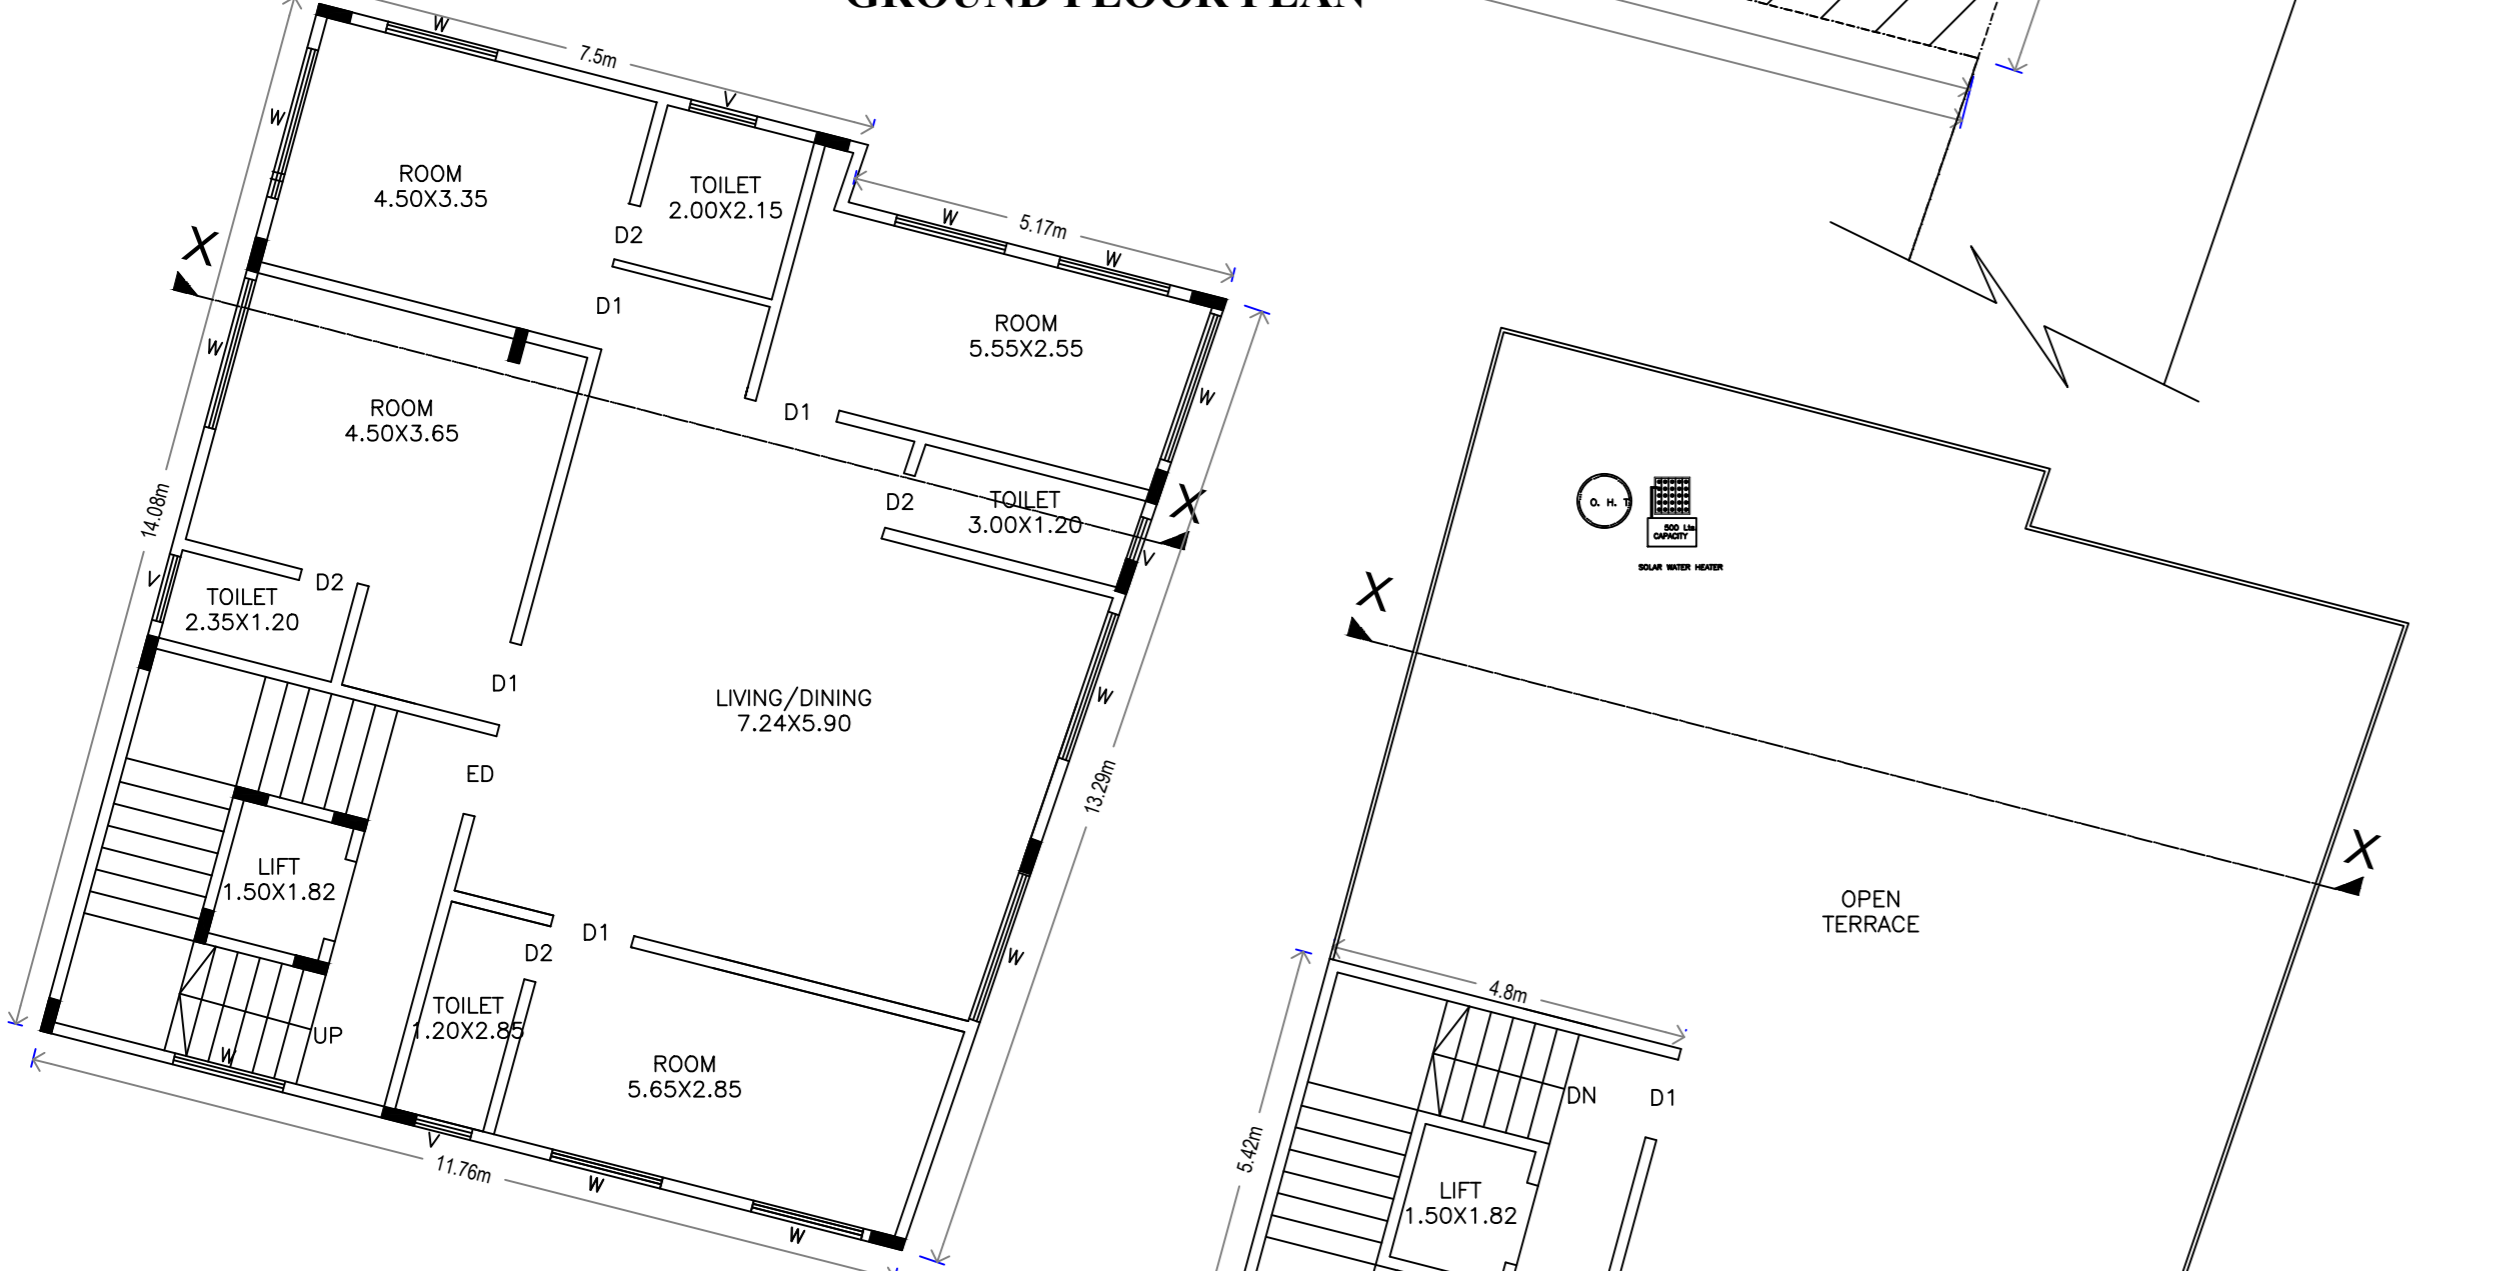 GROUND FLOOR PLAN
W
7.5m
V
W
ROOM
4.50X3.35
TOILET
2.00X2.15
D2
W
5.17m
W
X
D1
ROOM
5.55X2.55
W
W
ROOM
4.50X3.65
D1
D2
TOILET
3.00X1.20
X
V
14.08m
V
TOILET
2.35X1.20
D2
D1
LIVING/DINING
7.24X5.90
W
ED
13.29m
LIFT
1.50X1.82
D1
D2
W
TOILET
1.20X2.85
UP
W
ROOM
5.65X2.85
V
11.76m
W
W
O. H. T
500 Lts
CAPACITY
SOLAR WATER HEATER
X
X
OPEN
TERRACE
4.8m
DN
D1
5.42m
LIFT
1.50X1.82